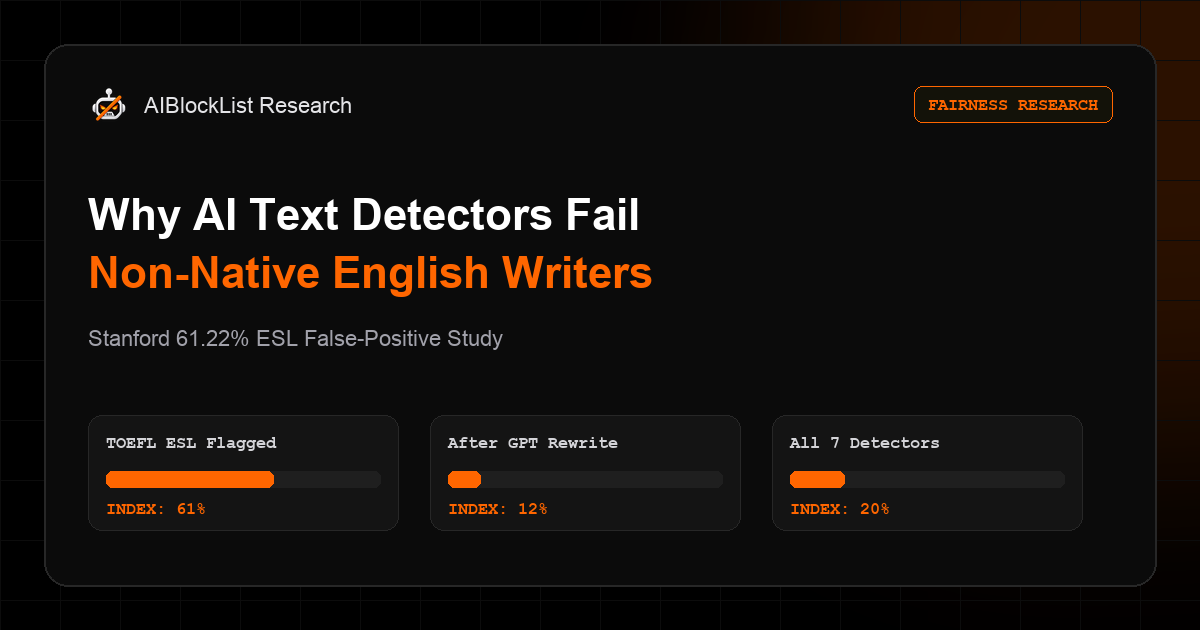 AIBlockList Research
FAIRNESS RESEARCH
Why AI Text Detectors Fail
Non-Native English Writers
Stanford 61.22% ESL False-Positive Study
TOEFL ESL Flagged
INDEX: 61%
After GPT Rewrite
INDEX: 12%
All 7 Detectors
INDEX: 20%